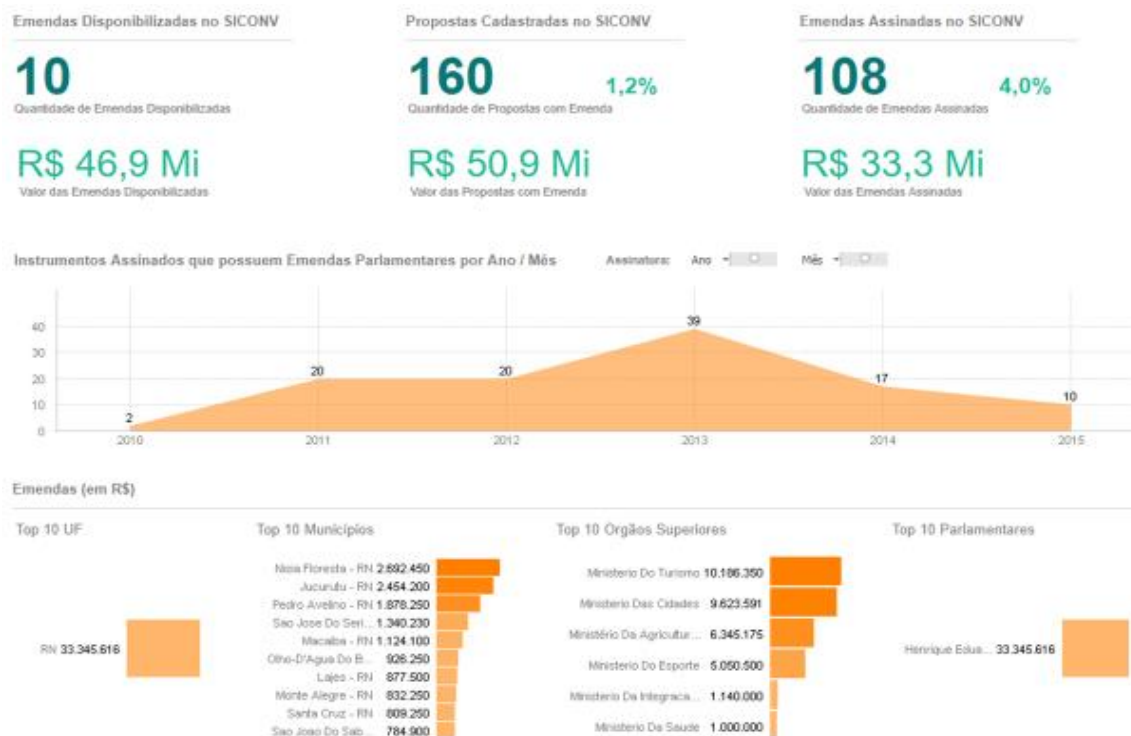 Emendas Disponibilizadas no SICONV
10
Quantidade de Emendas Disponibilizadas
R$ 46,9 Mi
Valor das Emendas Disponibilizadas
Propostas Cadastradas no SICONV
160 1,2%
Quantidade de Propostas com Emenda
R$ 50,9 Mi
Valor das Propostas com Emenda
Emendas Assinadas no SICONV
108 4,0%
Quantidade de Emendas Assinadas
R$ 33,3 Mi
Valor das Emendas Assinadas
Instrumentos Assinados que possuem Emendas Parlamentares por Ano / Mês Assinatura: Ano Mês
40
30
20
10
0
2
20
20
39
17
10
2010 2011 2012 2013 2014 2015
Emendas (em R$)
Top 10 UF
RN 33.345.616
Top 10 Municípios
Nisia Floresta - RN 2.692.450
Jucurutu - RN 2.454.200
Pedro Avelino - RN 1.878.250
Sao Jose Do Seri... 1.340.230
Macaiba - RN 1.124.100
Olho-D'Agua Do B... 926.250
Lajes - RN 877.500
Monte Alegre - RN 832.250
Santa Cruz - RN 809.250
Sao Joao Do Sab... 784.900
Top 10 Orgãos Superiores
Ministerio Do Turismo 10.186.350
Ministerio Das Cidades 9.623.591
Ministério Da Agricultur... 6.345.175
Ministerio Do Esporte 5.050.500
Ministerio Da Integraca... 1.140.000
Ministerio Da Saude 1.000.000
Top 10 Parlamentares
Henrique Edua... 33.345.616